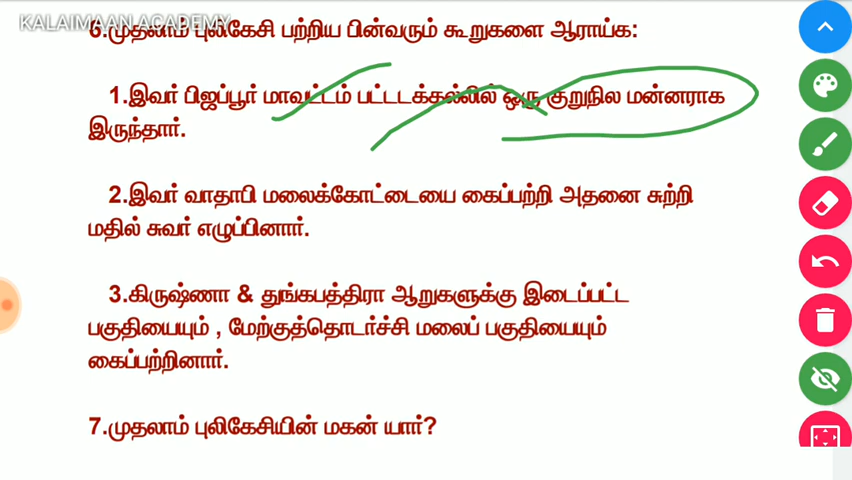 KALAIMAAN ACADEMY
6.முதலாம் புலிகேசி பற்றிய பின்வரும் கூறுகளை ஆராய்க:
1.இவர் பிஜப்பூர் மாவட்டம் பட்டடக்கல்லில் ஒரு குறுநில மன்னராக
இருந்தார்.
2.இவர் வாதாபி மலைக்கோட்டையை கைப்பற்றி அதனை சுற்றி
மதில் சுவர் எழுப்பினார்.
3.கிருஷ்ணா & துங்கபத்திரா ஆறுகளுக்கு இடைப்பட்ட
பகுதியையும் , மேற்குத்தொடர்ச்சி மலைப் பகுதியையும்
கைப்பற்றினார்.
7.முதலாம் புலிகேசியின் மகன் யார்?